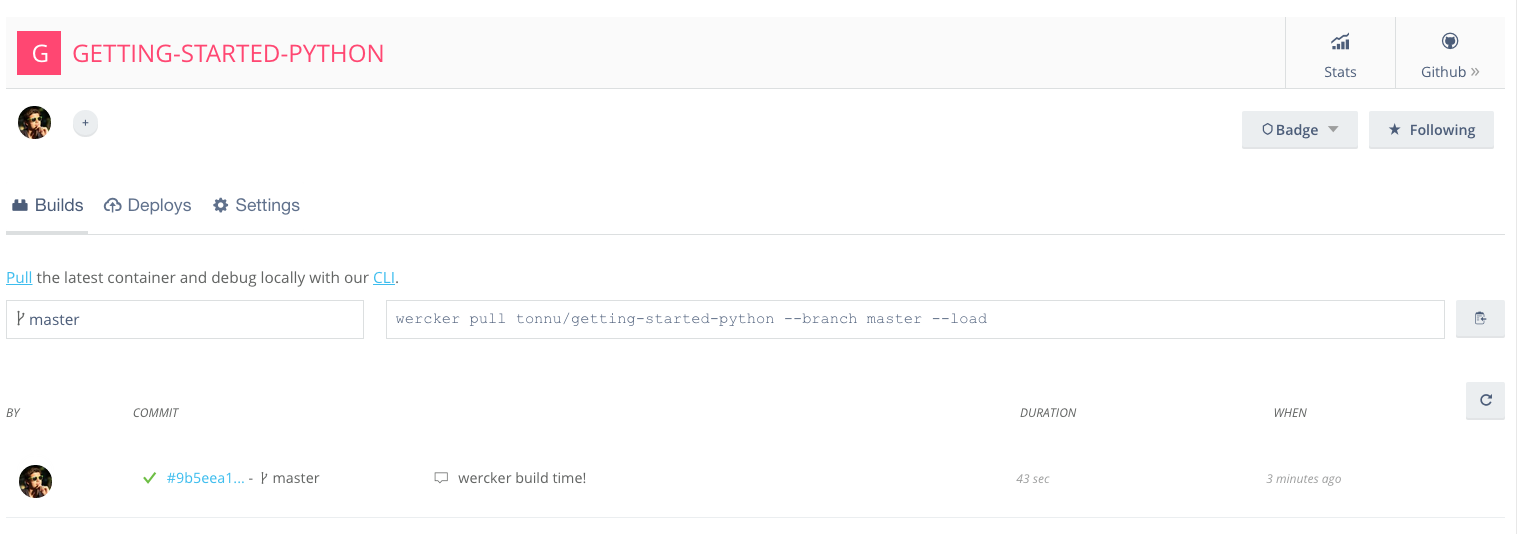 G GETTING-STARTED-PYTHON
Stats
Github »
+
Badge
Following
Builds Deploys Settings
Pull the latest container and debug locally with our CLI.
master
wercker pull tonnu/getting-started-python --branch master --load
BY COMMIT DURATION WHEN
#9b5eea1... - master wercker build time! 43 sec 3 minutes ago